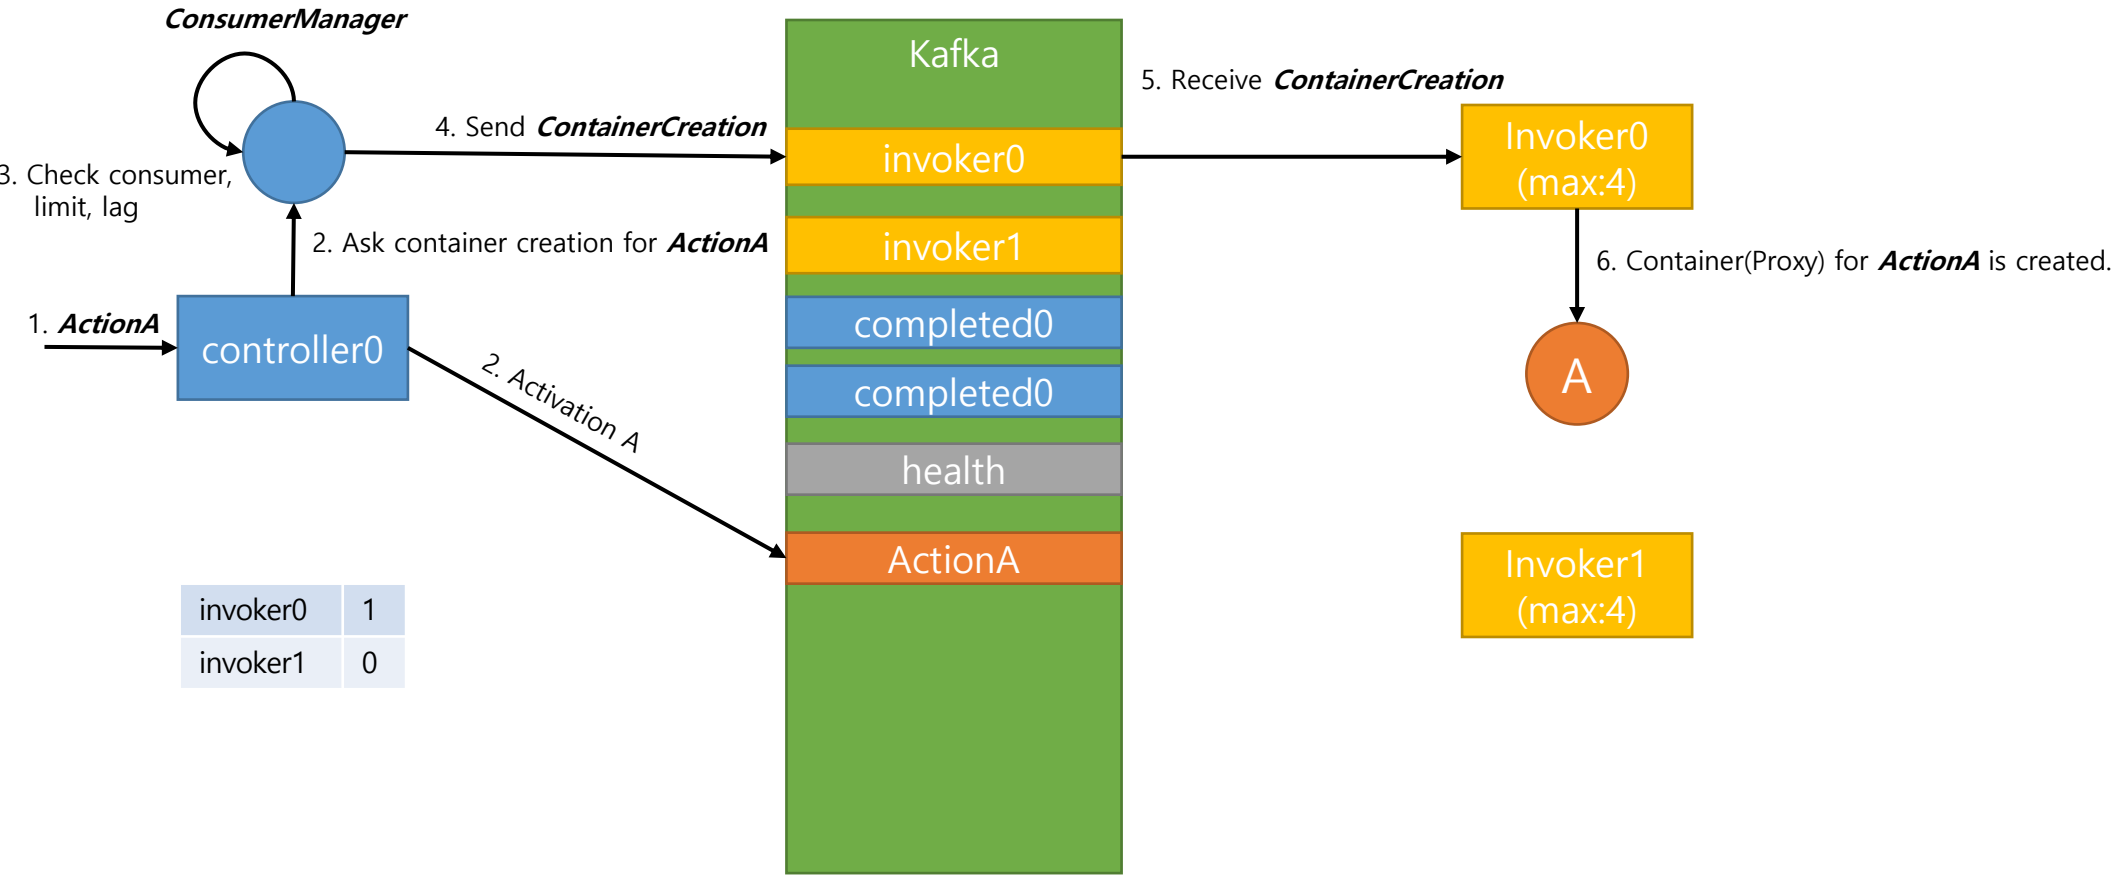 ConsumerManager
3. Check consumer,
limit, lag
4. Send ContainerCreation
2. Ask container creation for ActionA
1. ActionA
controller0
2. Activation A
invoker0 1
invoker1 0
Kafka
invoker0
invoker1
completed0
completed0
health
ActionA
5. Receive ContainerCreation
Invoker0
(max:4)
6. Container(Proxy) for ActionA is created.
A
Invoker1
(max:4)